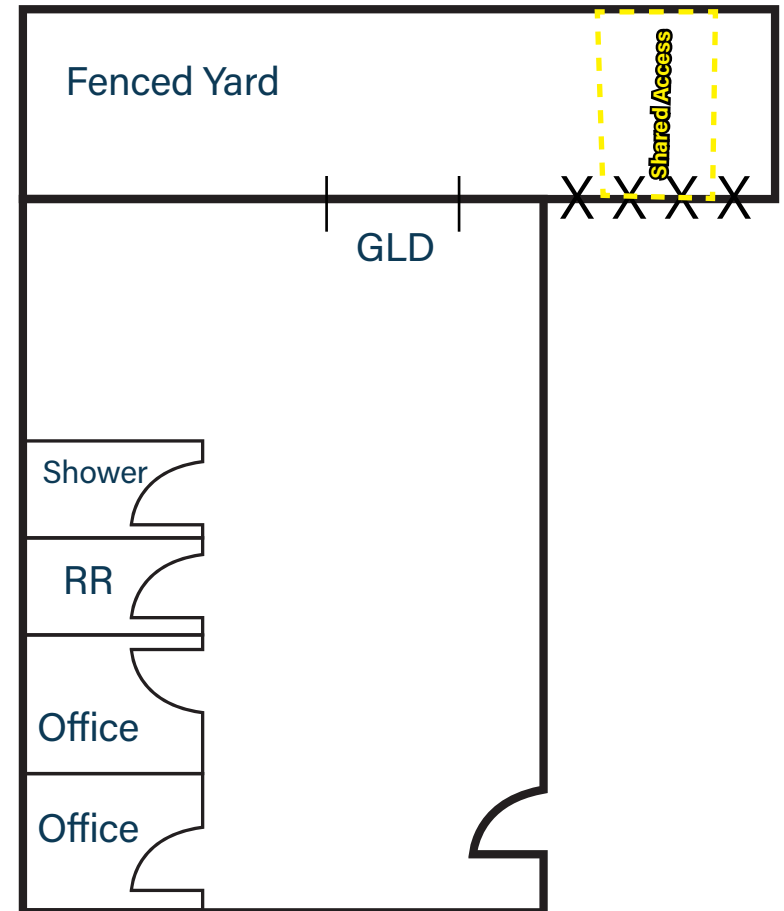 Fenced Yard
Shared Access
GLD
Shower
RR
Office
Office